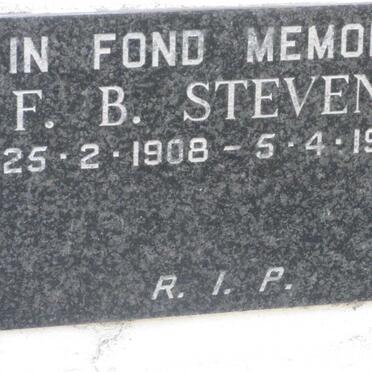 IN FOND MEMO
F. B. STEVEN
25-2-1908-5-4-19
R. I. P.